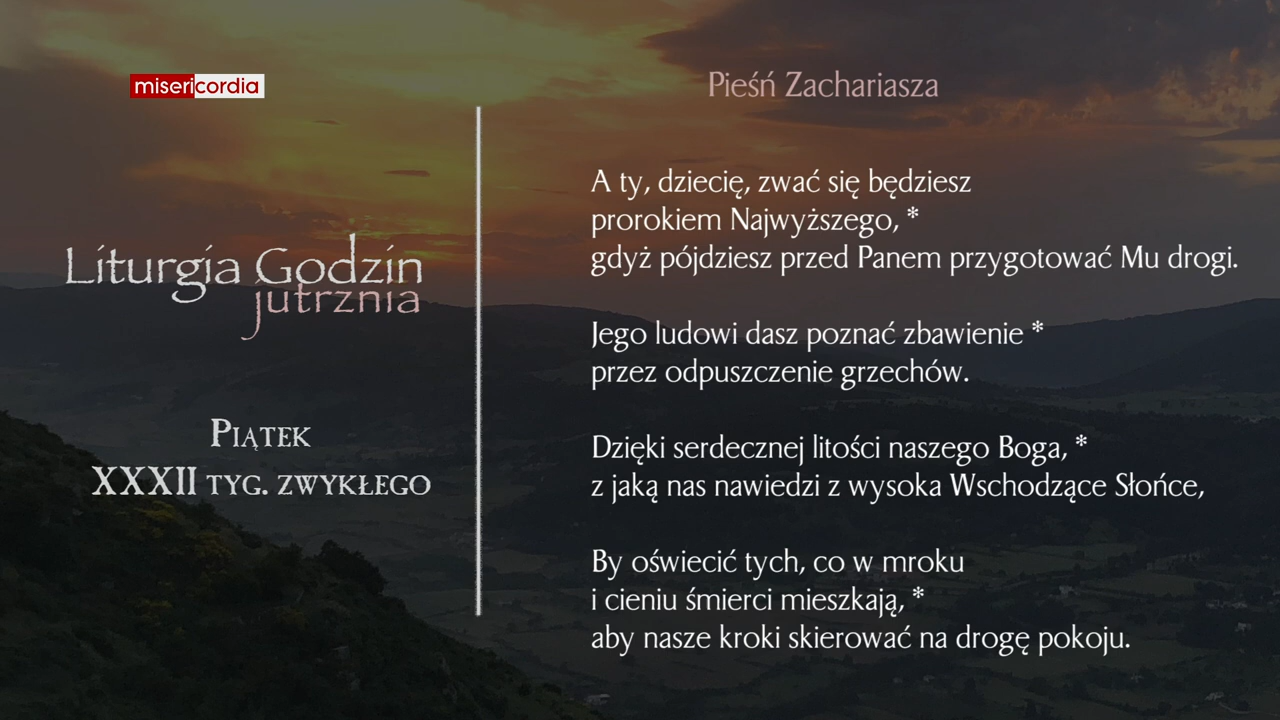 misericordia
Liturgia Godzin
jutrznia
Piątek
XXXII tyg. zwykłego
Pieśń Zachariasza
A ty, dziecię, zwać się będziesz
prorokiem Najwyższego, *
gdyż pójdziesz przed Panem przygotować Mu drogi.
Jego ludowi dasz poznać zbawienie *
przez odpuszczenie grzechów.
Dzięki serdecznej litości naszego Boga, *
z jaką nas nawiedzi z wysoka Wschodzące Słońce,
By oświecić tych, co w mroku
i cieniu śmierci mieszkają, *
aby nasze kroki skierować na drogę pokoju.